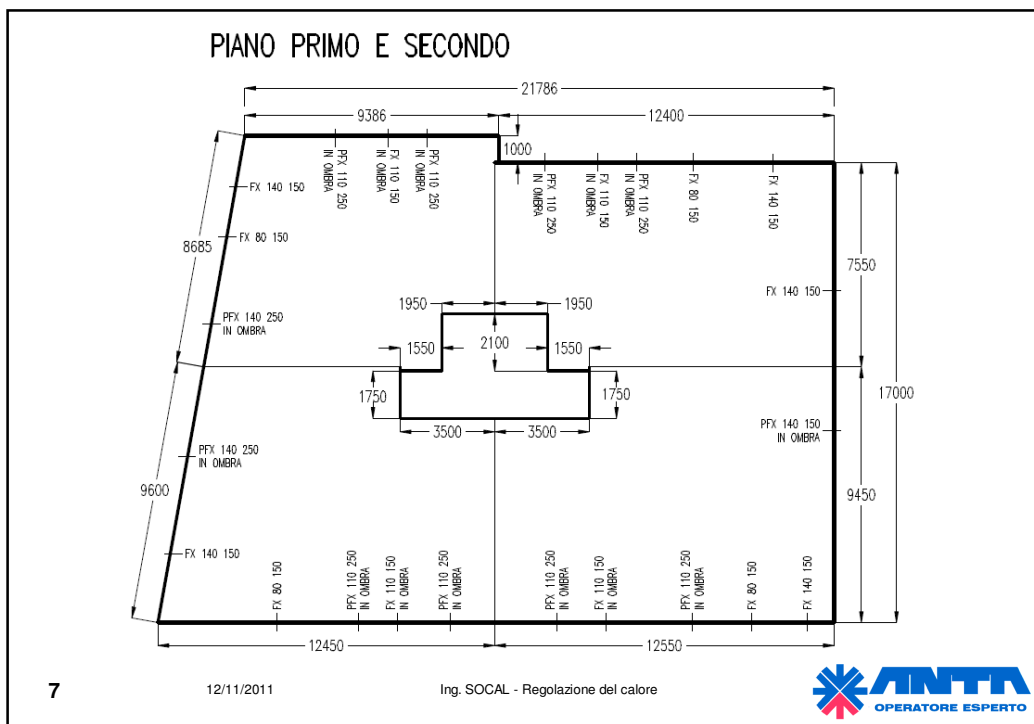 PIANO PRIMO E SECONDO
21786
9386
12400
1000
PFX 110 250
IN OMBRA
FX 110 150
IN OMBRA
PFX 110 250
IN OMBRA
PFX 110 250
IN OMBRA
FX 110 150
IN OMBRA
PFX 110 250
IN OMBRA
FX 80 150
FX 140 150
FX 140 150
FX 80 150
8685
7550
FX 140 150
1950
1950
PFX 140 250
IN OMBRA
1550
2100
1550
1750
1750
17000
3500
3500
PFX 140 150
IN OMBRA
PFX 140 250
IN OMBRA
9600
9450
FX 140 150
FX 80 150
PFX 110 250
IN OMBRA
FX 110 150
IN OMBRA
PFX 110 250
IN OMBRA
PFX 110 250
IN OMBRA
FX 110 150
IN OMBRA
PFX 110 250
IN OMBRA
FX 80 150
FX 140 150
12450
12550
7
12/11/2011
Ing. SOCAL - Regolazione del calore
ANTA
OPERATORE ESPERTO